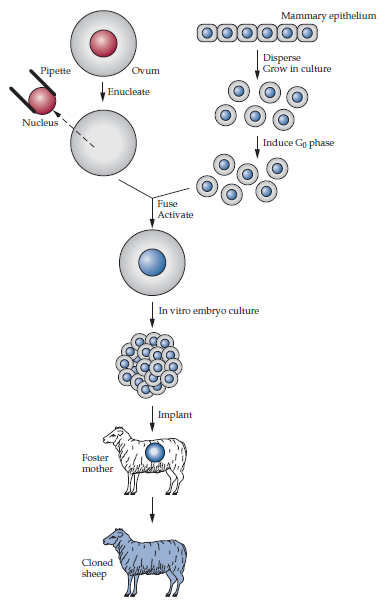 Mammary epithelium
Pipette
Ovum
Disperse
Grow in culture
Enucleate
Nucleus
Induce G₀ phase
Fuse
Activate
In vitro embryo culture
Implant
Foster
mother
Cloned
sheep